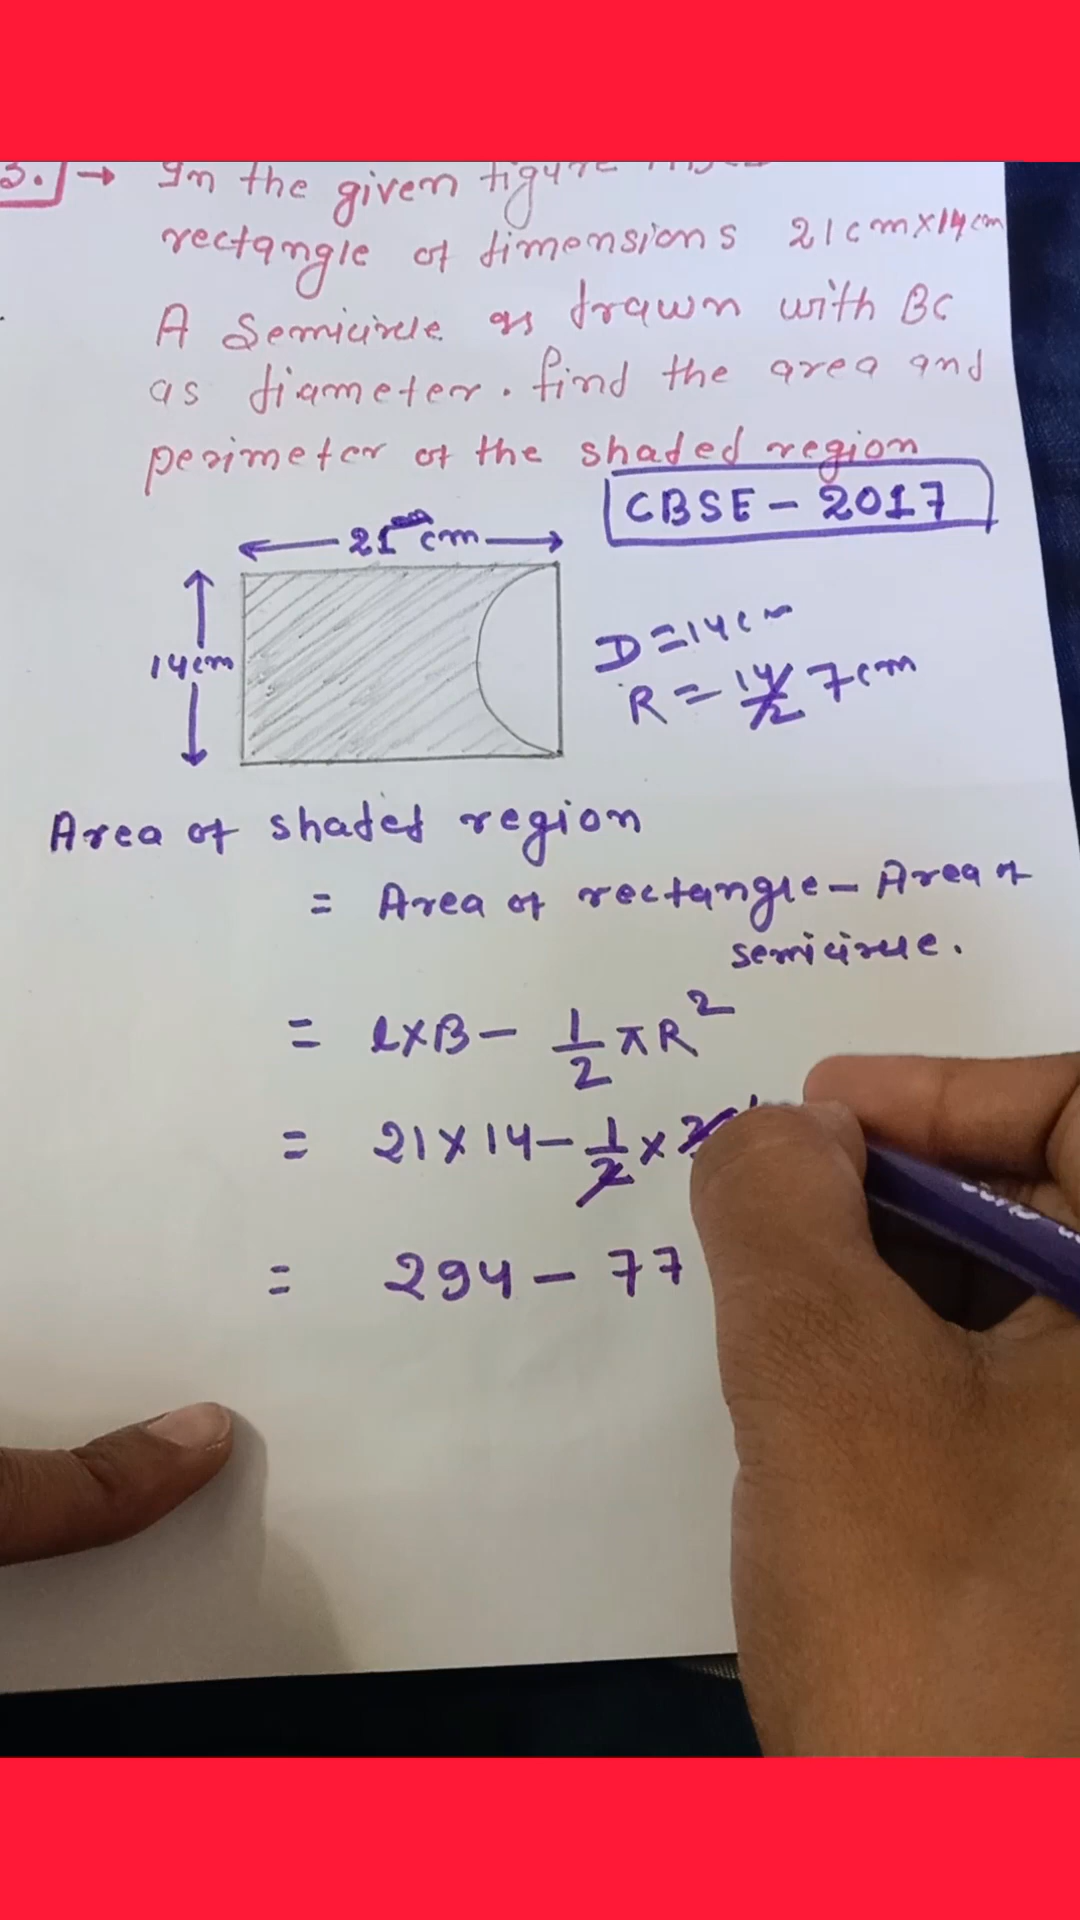 3. → In the given figure
rectangle of dimensions 21cm×14cm
A Semicircle is drawn with BC
as diameter. find the area and
perimeter of the shaded region
CBSE - 2017
21 cm
14cm
D = 14cm
R = 14/2 7cm
Area of shaded region
= Area of rectangle - Area of
semicircle.
= l×B - 1/2 πR²
= 21×14 - 1/2 ×
= 294 - 77